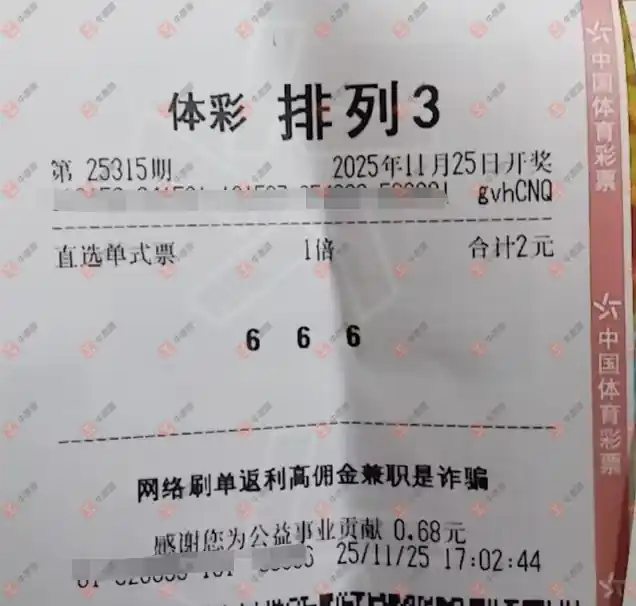 体彩 排列3
第 25315期 2025年11月25日开奖
gvhCNQ
直选单式票 1倍 合计2元
6 6 6
网络刷单返利高佣金兼职是诈骗
感谢您为公益事业贡献 0.68元
25/11/25 17:02:44
中国体育彩票
中国体育彩票